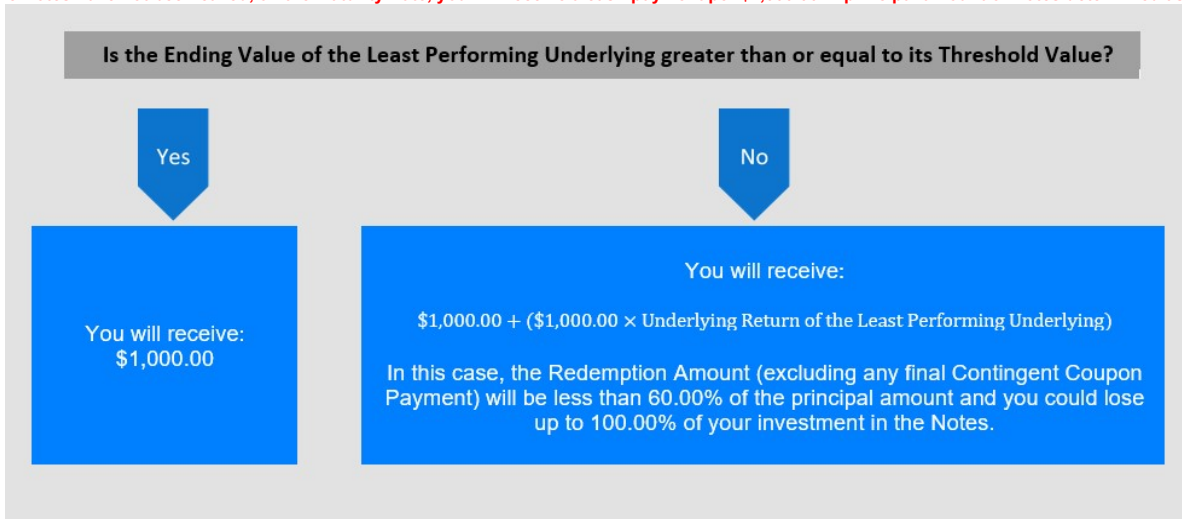 Is the Ending Value of the Least Performing Underlying greater than or equal to its Threshold Value?
Yes
No
You will receive:
$1,000.00
You will receive:
$1,000.00 + ($1,000.00 × Underlying Return of the Least Performing Underlying)
In this case, the Redemption Amount (excluding any final Contingent Coupon
Payment) will be less than 60.00% of the principal amount and you could lose
up to 100.00% of your investment in the Notes.